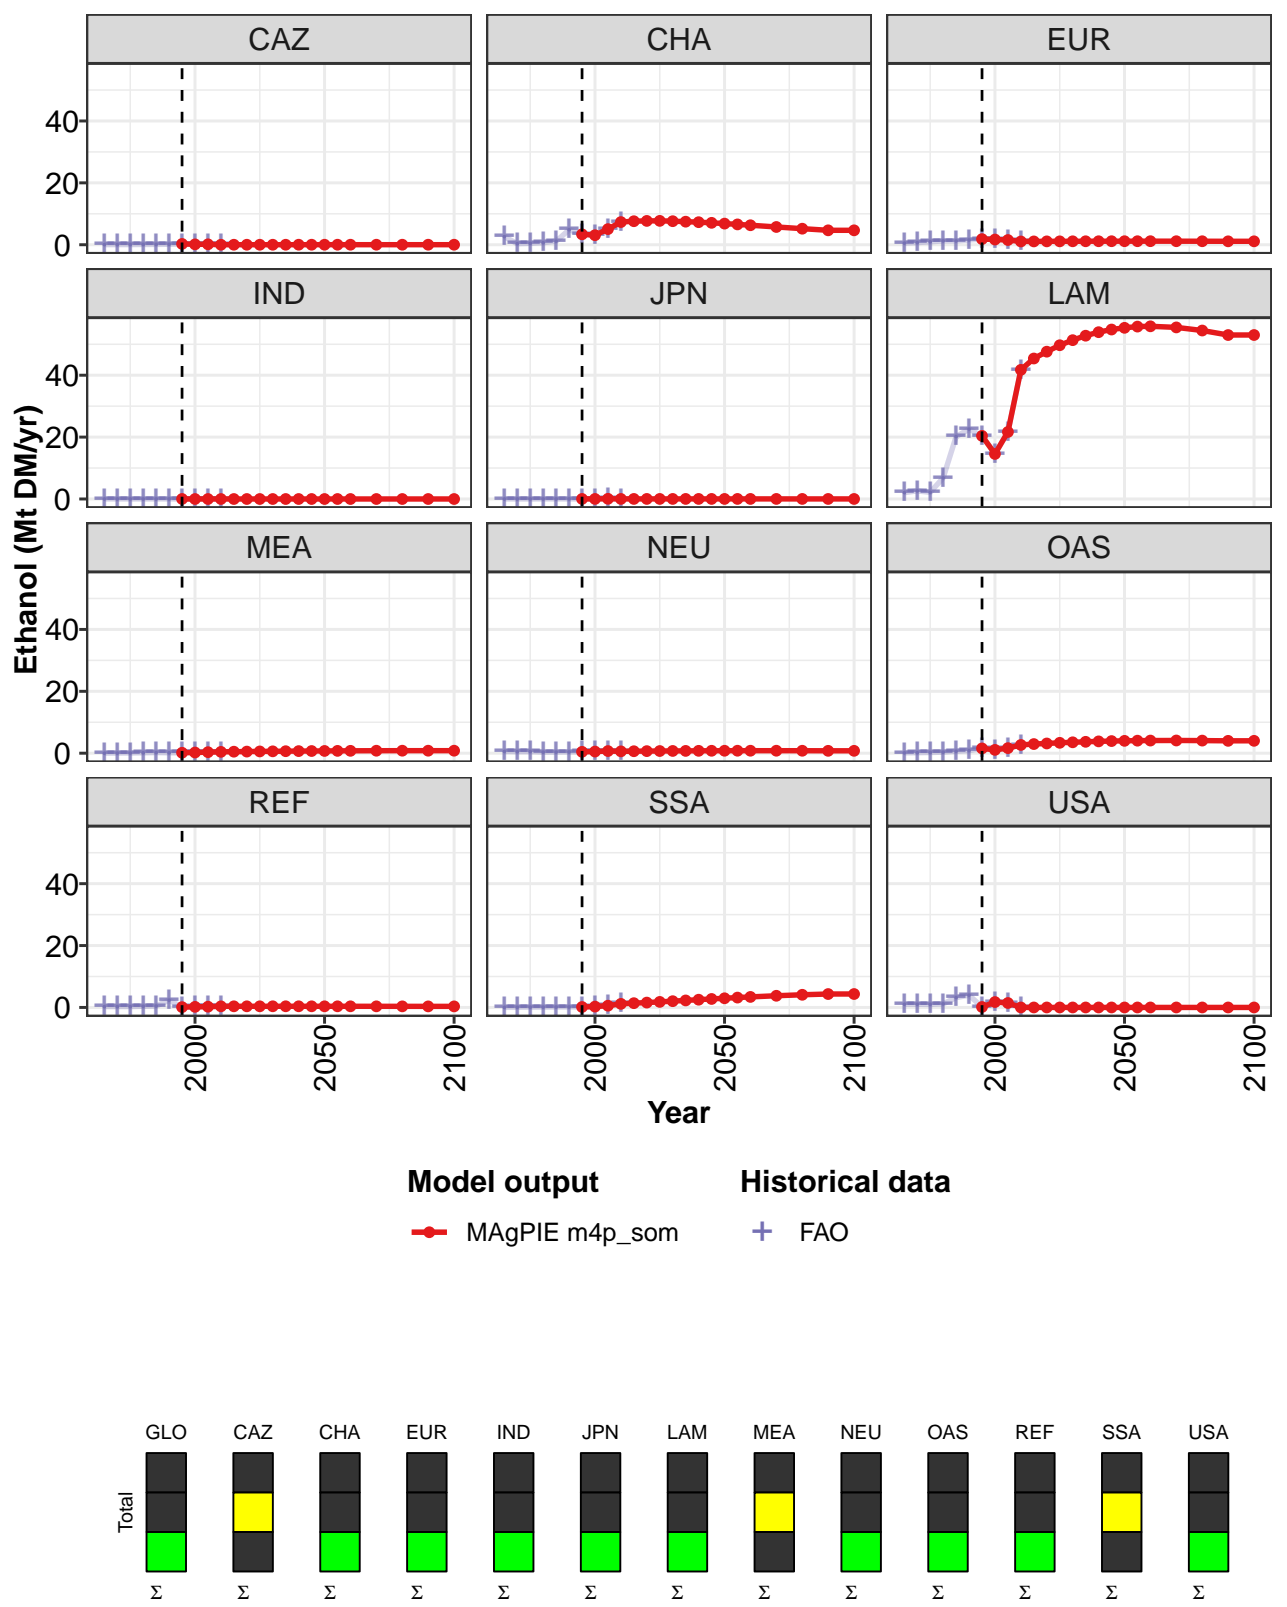 CAZ CHA EUR
40
20
0
IND JPN LAM
40
20
0
MEA NEU OAS
40
20
0
REF SSA USA
40
20
0
Ethanol (Mt DM/yr)
2000 2050 2100 2000 2050 2100 2000 2050 2100
Year
Model output Historical data
MAgPIE m4p_som FAO
GLO CAZ CHA EUR IND JPN LAM MEA NEU OAS REF SSA USA
Total
Σ Σ Σ Σ Σ Σ Σ Σ Σ Σ Σ Σ Σ